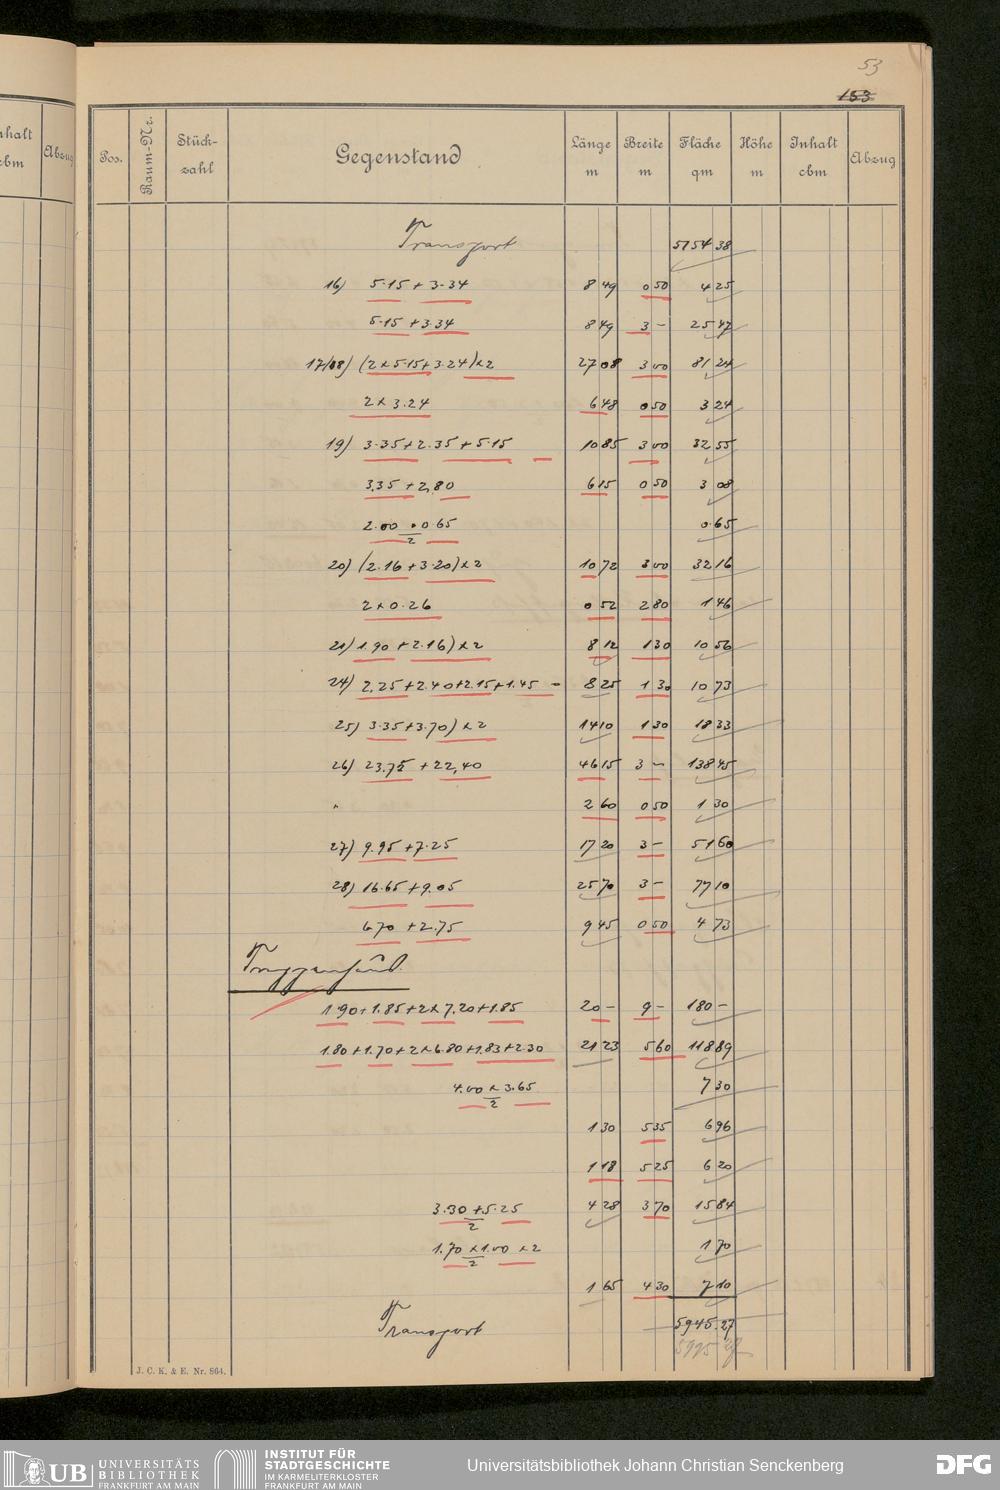 53
153
nhalt Abzug
cbm
Pos. Raum-Nr. Stück-zahl Gegenstand Länge m Breite m Fläche qm Höhe m Inhalt cbm Abzug
Transport 5154 38
16) 5.15 + 3.34 8 49 0 50 4 25
5.15 + 3.34 8 49 3 – 25 47
17/18) (2 x 5.15 + 3.24) x 2 27 08 3 00 81 24
2 x 3.24 6 48 0 50 3 24
19) 3.35 + 2.35 + 5.15 10 85 3 00 32 55
3.35 + 2,80 6 15 0 50 3 08
2.00 . 0.65 / 2 0.65
20) (2.16 + 3.20) x 2 10 72 3 00 32 16
2 x 0.26 0 52 2 80 1 46
21) 1.90 + 2.16) x 2 8 12 1 30 10 56
24) 2.25 + 2.40 + 2.15 + 1.45 – 8 25 1 30 10 73
25) 3.35 + 3.70) x 2 14 10 1 30 18 33
26) 23.75 + 22,40 46 15 3 – 138 45
" 2 60 0 50 1 30
27) 9.95 + 7.25 17 20 3 – 51 60
28) 16.65 + 9.05 25 70 3 – 77 10
6.70 + 2.75 9 45 0 50 4 73
Treppenhaus
1.90 + 1.85 + 2 x 7.20 + 1.85 20 – 9 – 180 –
1.80 + 1.70 + 2 x 6.80 + 1.83 + 2.30 21 23 5 60 118 89
4.00 x 3.65 / 2 7 30
1 30 5 35 6 96
1 18 5 25 6 20
3.30 + 5.25 / 2 4 28 3 70 15 84
1.70 x 1.00 x 2 / 2 1 70
1 65 4 30 7 10
Transport 5945.27
J. C. K. & E. Nr. 864.
UB UNIVERSITÄTS BIBLIOTHEK FRANKFURT AM MAIN
INSTITUT FÜR STADTGESCHICHTE IM KARMELITERKLOSTER FRANKFURT AM MAIN
Universitätsbibliothek Johann Christian Senckenberg
DFG